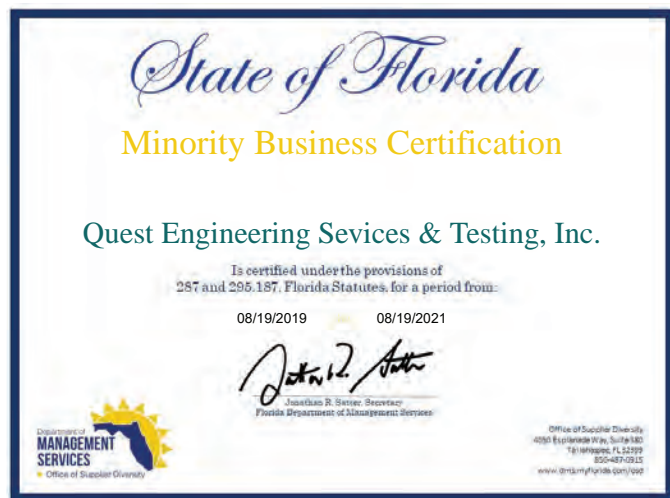 State of Florida
Minority Business Certification
Quest Engineering Sevices & Testing, Inc.
Is certified under the provisions of
287 and 295.187, Florida Statutes, for a period from:
08/19/2019 08/19/2021
Jonathan R. Satter, Secretary
Florida Department of Management Services
Department of
MANAGEMENT
SERVICES
Office of Supplier Diversity
Office of Supplier Diversity
4050 Esplanade Way, Suite 380
Tallahassee, FL 32399
850-487-0915
www.dms.myflorida.com/osd